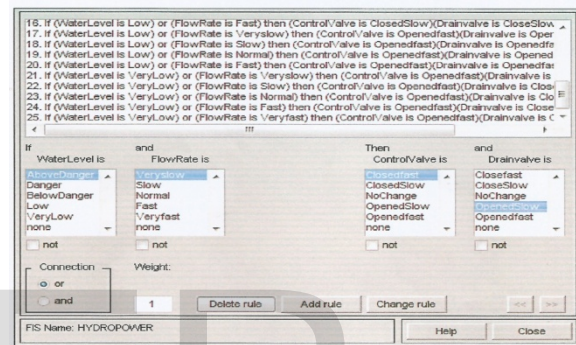 16. If (WaterLevel is Low) or (FlowRate is Fast) then (ControlValve is ClosedSlow)(Drainvalve is CloseSlow
17. If (WaterLevel is Low) or (FlowRate is Veryslow) then (ControlValve is Openedfast)(Drainvalve is Oper
18. If (WaterLevel is Low) or (FlowRate is Slow) then (ControlValve is Openedfast)(Drainvalve is Openedfa
19. If (WaterLevel is Low) or (FlowRate is Normal) then (ControlValve is Openedfast)(Drainvalve is Opened
20. If (WaterLevel is Low) or (FlowRate is Fast) then (ControlValve is Openedfast)(Drainvalve is Openedfa
21. If (WaterLevel is VeryLow) or (FlowRate is Veryslow) then (ControlValve is Openedfast)(Drainvalve is
22. If (WaterLevel is VeryLow) or (FlowRate is Slow) then (ControlValve is Openedfast)(Drainvalve is Close
23. If (WaterLevel is VeryLow) or (FlowRate is Normal) then (ControlValve is Openedfast)(Drainvalve is Clo
24. If (WaterLevel is VeryLow) or (FlowRate is Fast) then (ControlValve is Openedfast)(Drainvalve is Close
25. If (WaterLevel is VeryLow) or (FlowRate is Veryfast) then (ControlValve is Openedfast)(Drainvalve is C
If and Then and
WaterLevel is FlowRate is ControlValve is Drainvalve is
AboveDanger Veryslow Closedfast Closefast
Danger Slow ClosedSlow CloseSlow
BelowDanger Normal NoChange NoChange
Low Fast OpenedSlow OpenedSlow
VeryLow Veryfast Openedfast Openedfast
none none none none
not not not not
Connection Weight:
or
and 1 Delete rule Add rule Change rule << >>
FIS Name: HYDROPOWER Help Close